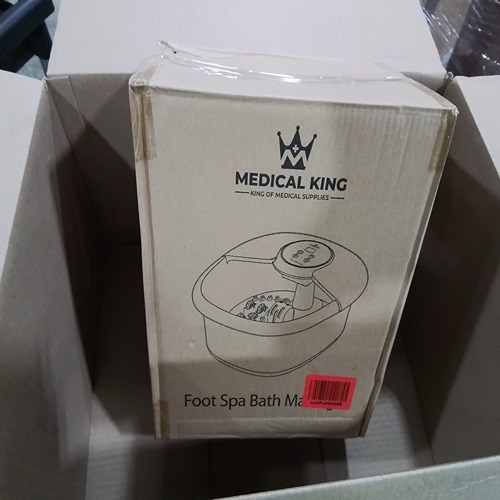 MEDICAL KING
KING OF MEDICAL SUPPLIES
Foot Spa Bath Ma